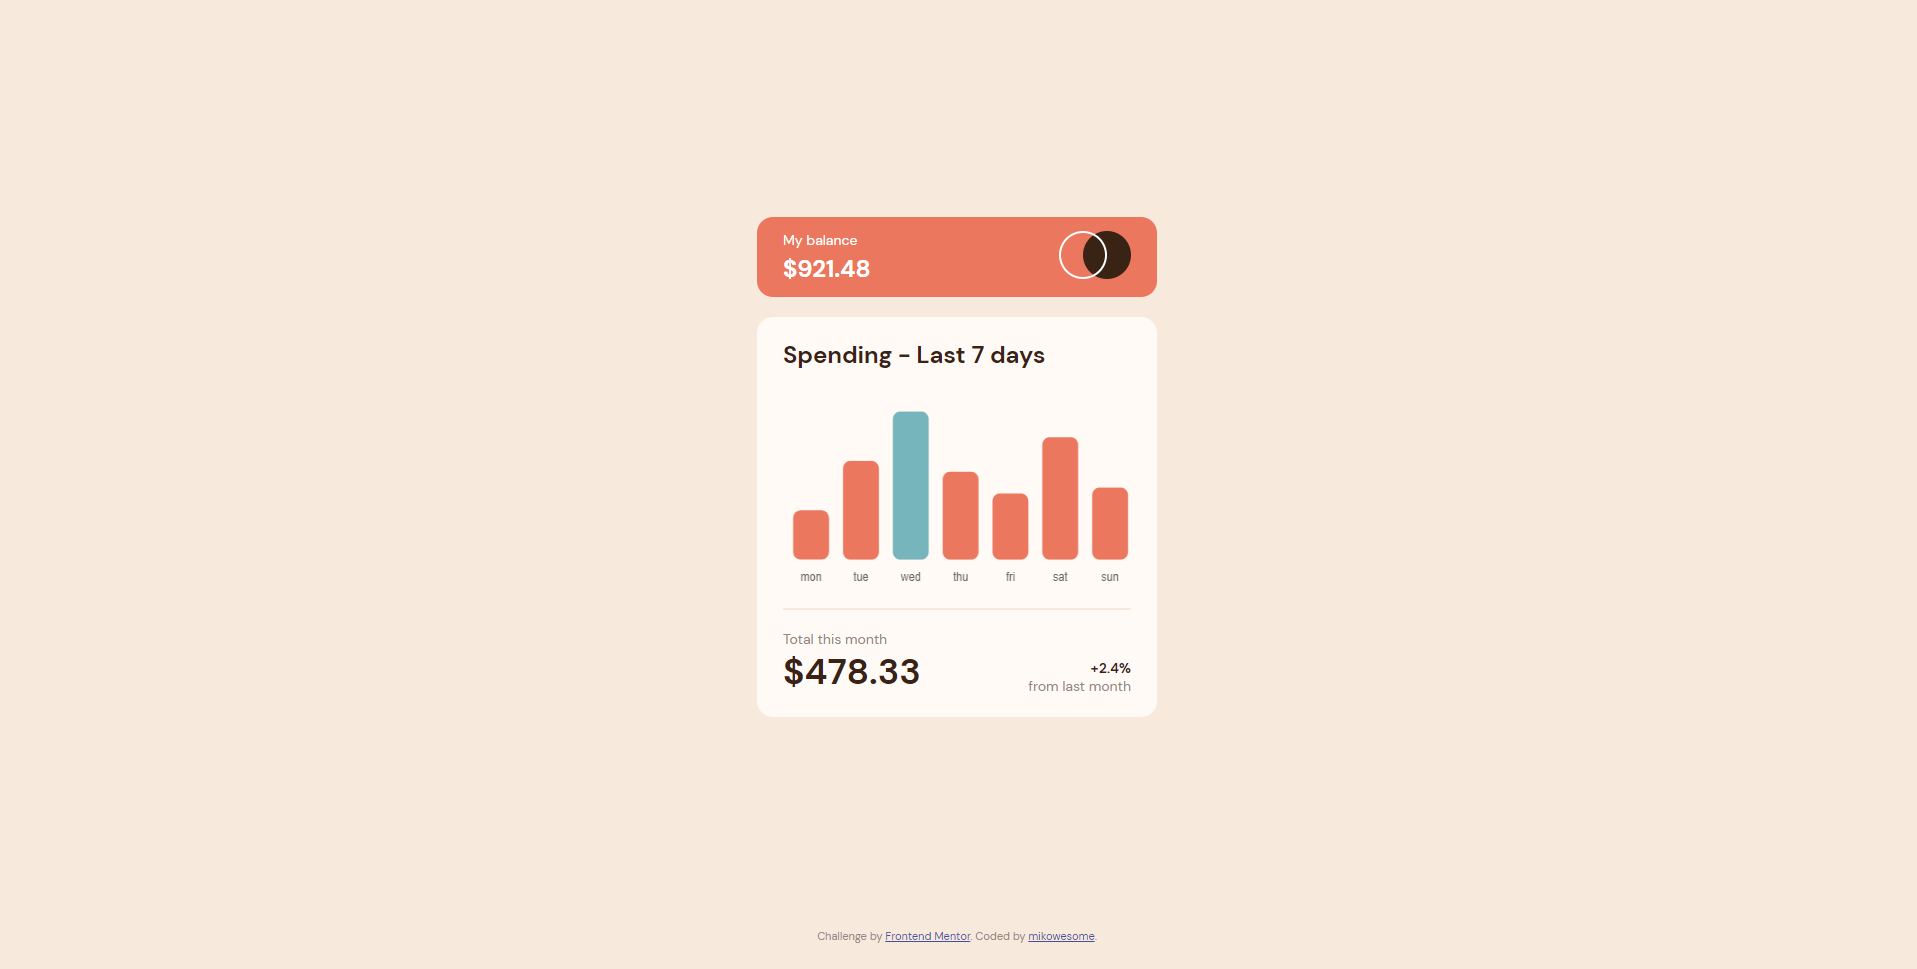 My balance
$921.48
Spending - Last 7 days
mon tue wed thu fri sat sun
Total this month
$478.33
+2.4%
from last month
Challenge by Frontend Mentor. Coded by mikowesome.